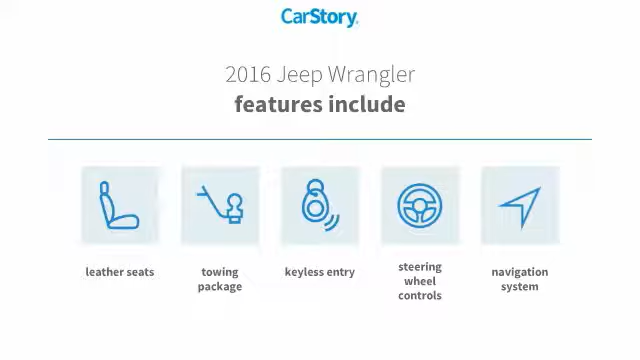 CarStory
2016 Jeep Wrangler
features include
leather seats
towing
package
keyless entry
steering
wheel
controls
navigation
system